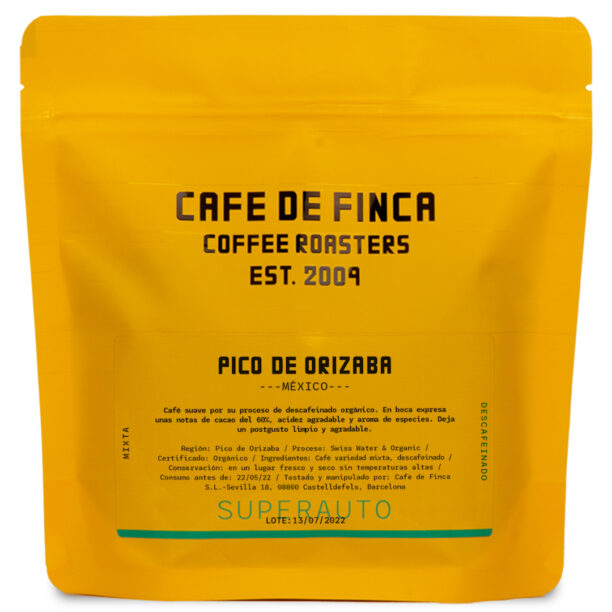 CAFE DE FINCA
COFFEE ROASTERS
EST. 2009
PICO DE ORIZABA
---MÉXICO---
Café suave por su proceso de descafeinado orgánico. En boca expresa
unas notas de cacao del 60%, acidez agradable y aroma de especies. Deja
un postgusto limpio y agradable.
Región: Pico de Orizaba / Proceso: Swiss Water & Organic /
Certificado: Orgánico / Ingredientes: Café variedad mixta, descafeinado /
Conservación: en un lugar fresco y seco sin temperaturas altas /
Consumo antes de: 22/05/22 / Tostado y manipulado por: Café de Finca
S.L.-Sevilla 18, 08860 Castelldefels, Barcelona
SUPERAUTO
LOTE:13/07/2022
MIXTA
DESCAFEINADO